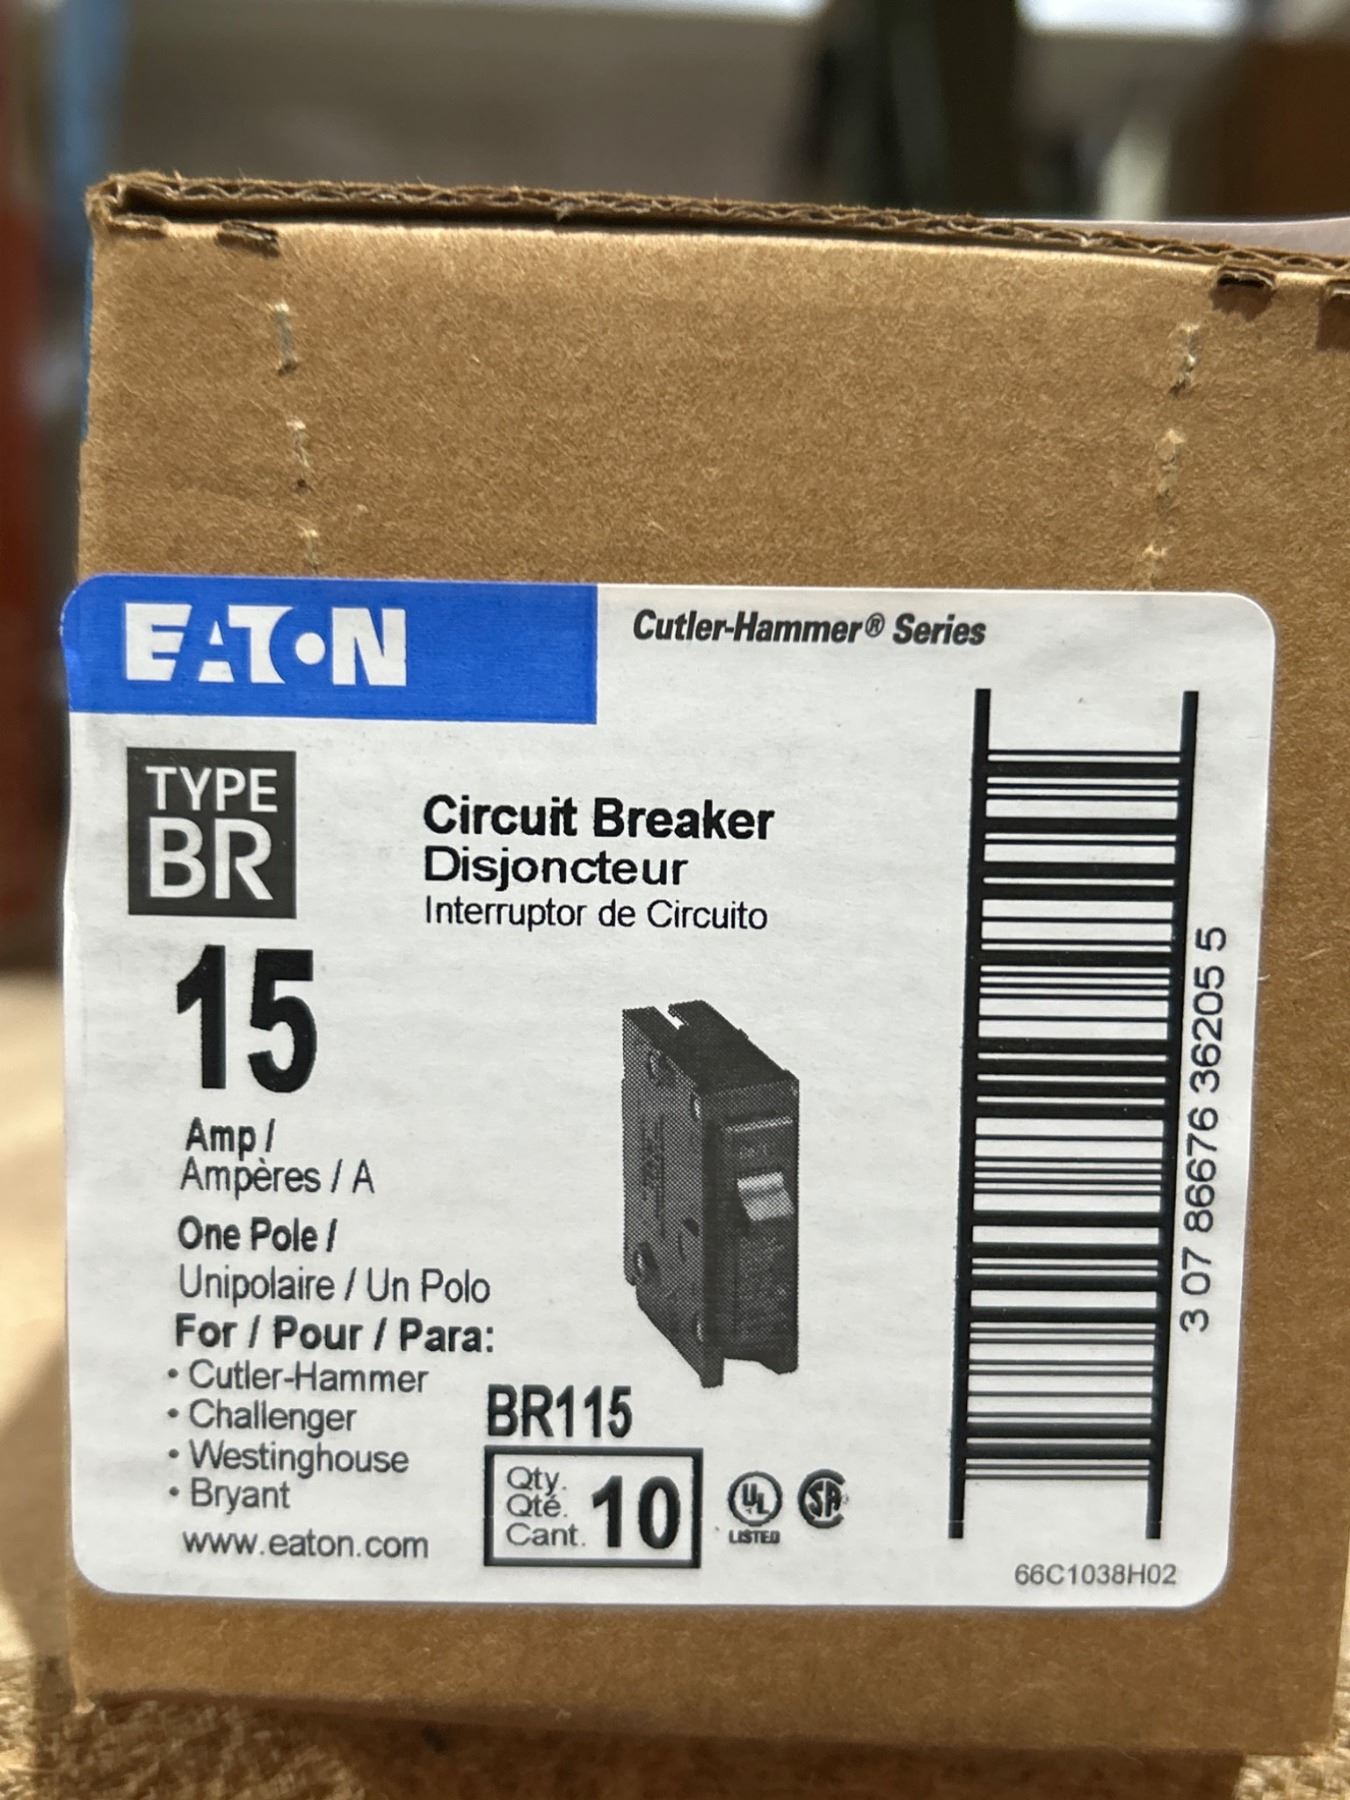 EATON
Cutler-Hammer® Series
TYPE
BR
Circuit Breaker
Disjoncteur
Interruptor de Circuito
15
Amp /
Ampères / A
One Pole /
Unipolaire / Un Polo
For / Pour / Para:
• Cutler-Hammer
• Challenger
• Westinghouse
• Bryant
www.eaton.com
BR115
Qty.
Qté.
Cant.
10
UL
LISTED
SA
3 07 86676 36205 5
66C1038H02